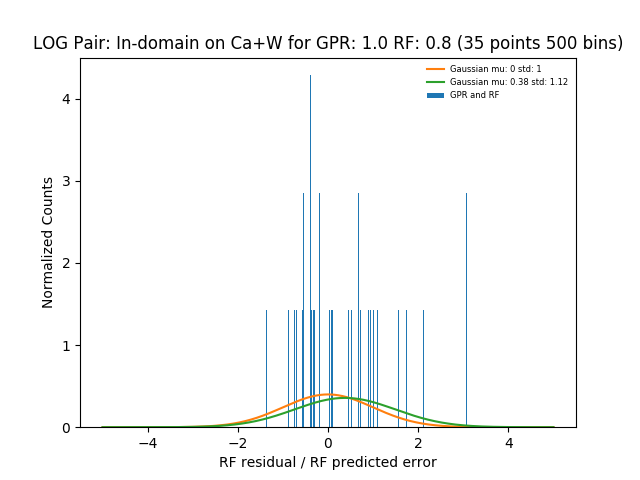 LOG Pair: In-domain on Ca+W for GPR: 1.0 RF: 0.8 (35 points 500 bins)
Gaussian mu: 0 std: 1
Gaussian mu: 0.38 std: 1.12
GPR and RF
Normalized Counts
4
3
2
1
0
−4 −2 0 2 4
RF residual / RF predicted error